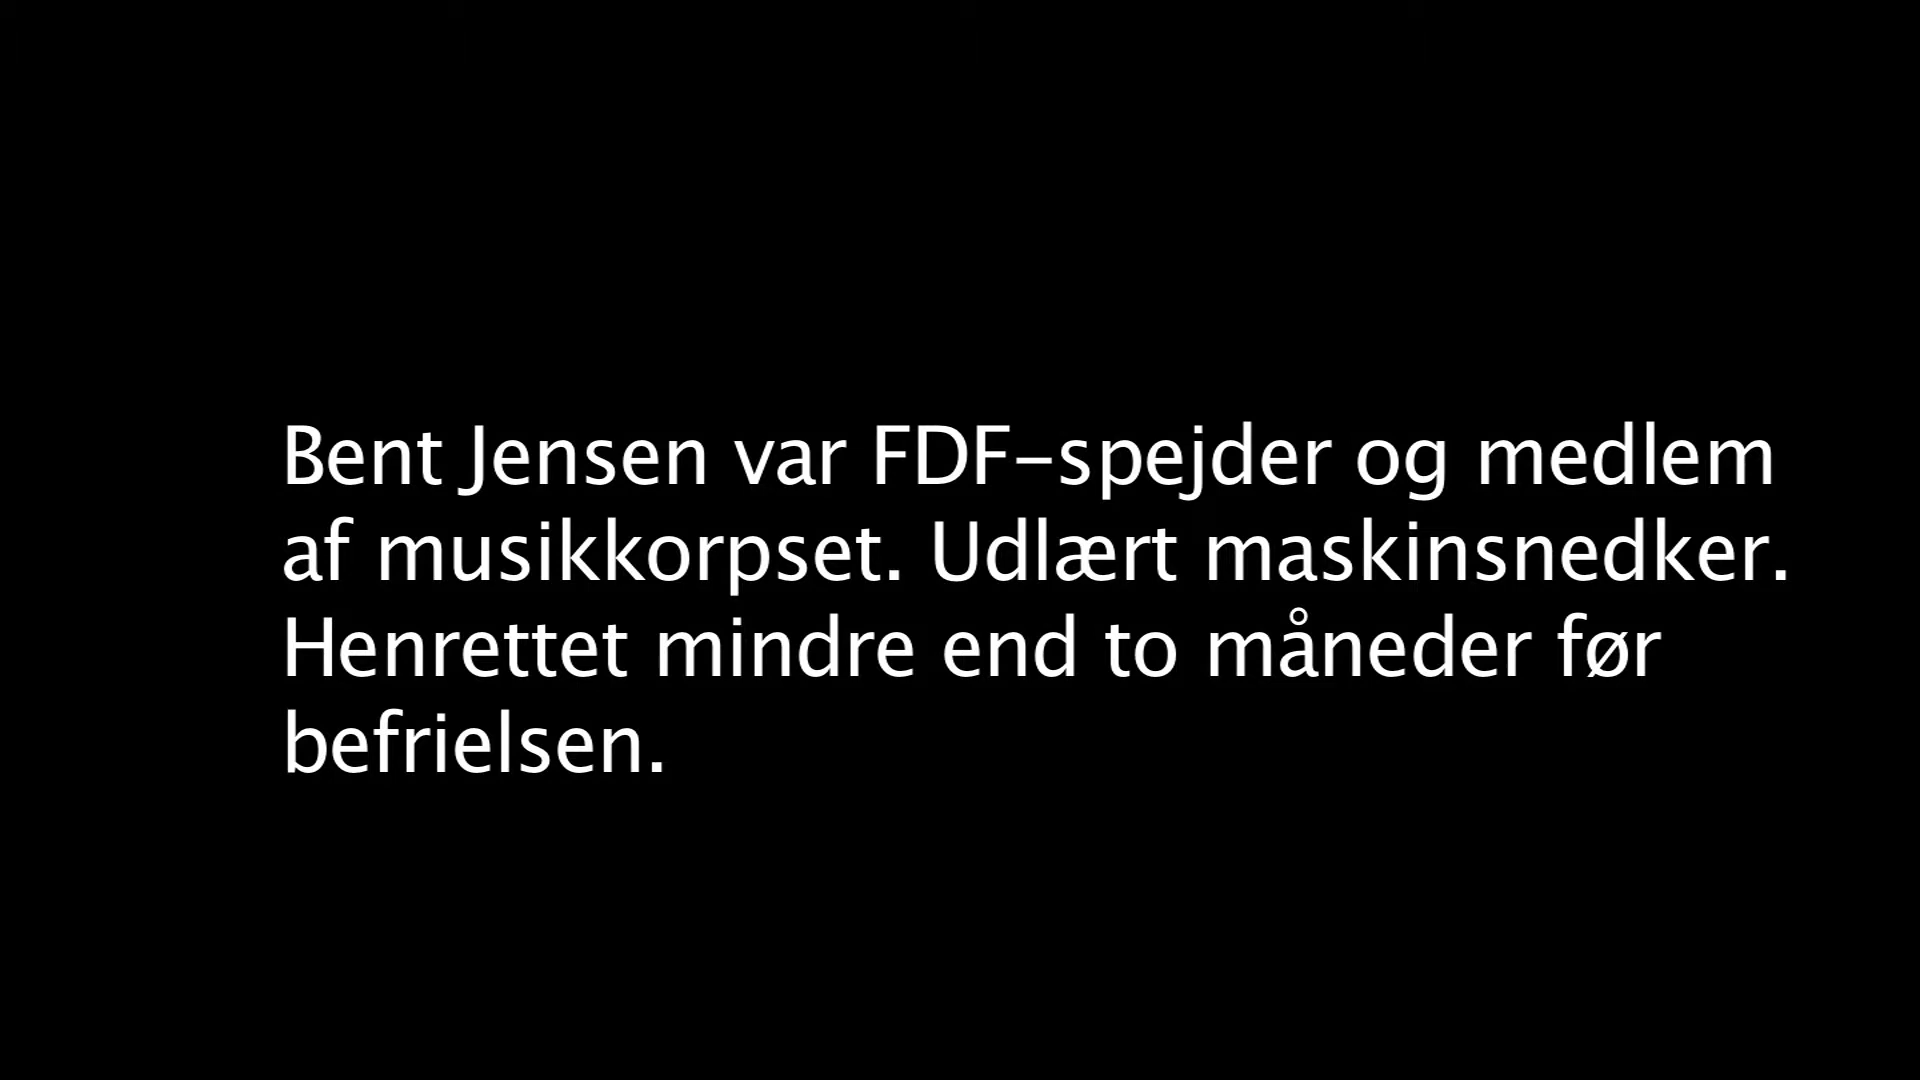 Bent Jensen var FDF-spejder og medlem
af musikkorpset. Udlært maskinsnedker.
Henrettet mindre end to måneder før
befrielsen.